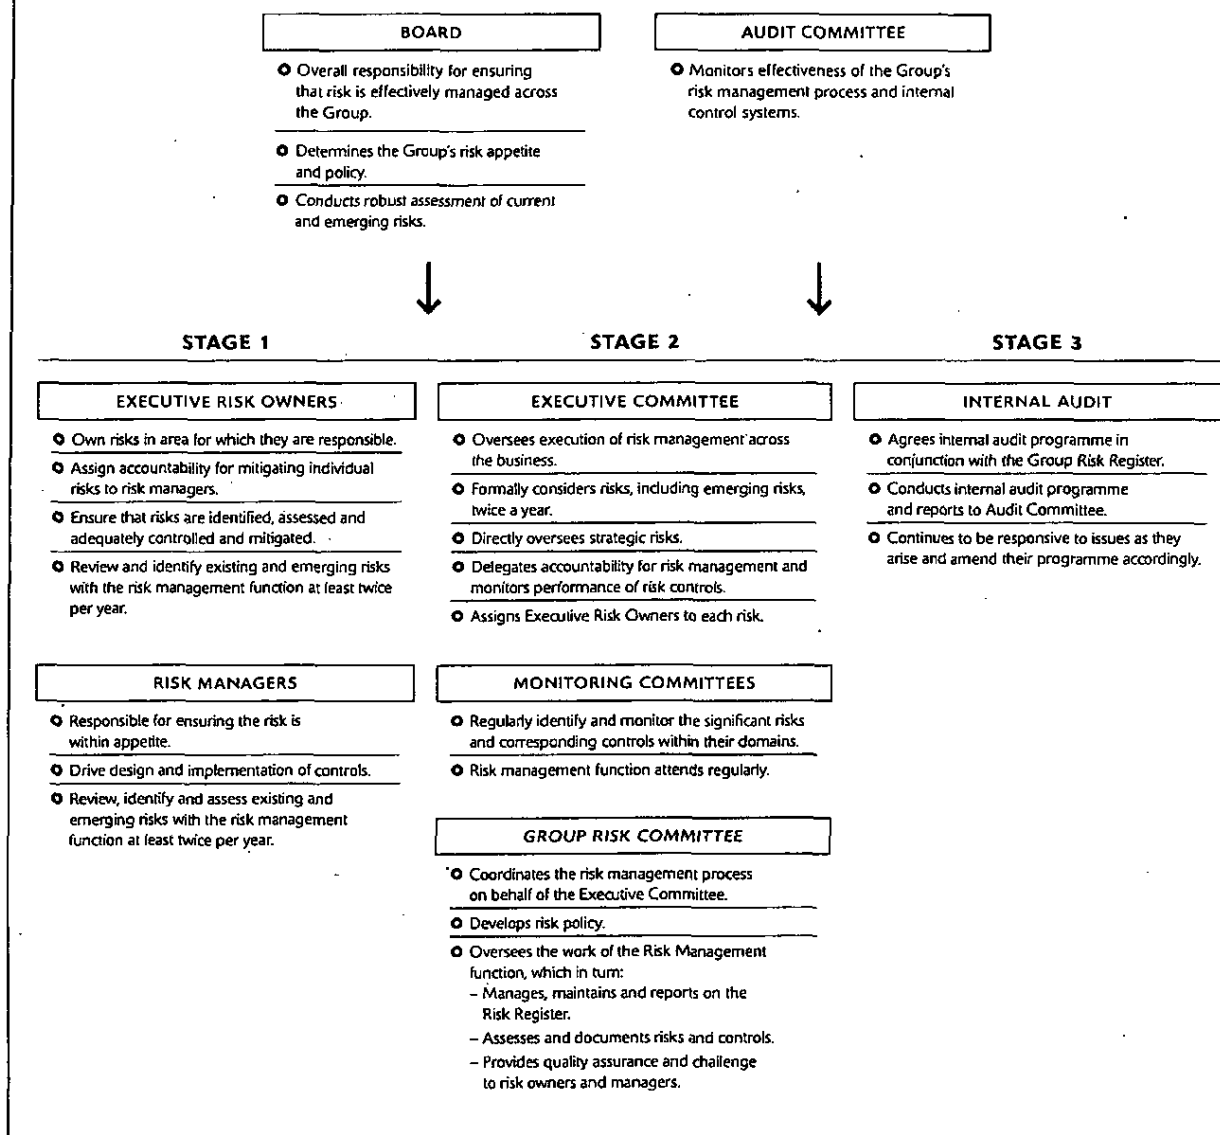 BOARD
● Overall responsibility for ensuring
that risk is effectively managed across
the Group.
● Determines the Group's risk appetite
and policy.
● Conducts robust assessment of current
and emerging risks.
AUDIT COMMITTEE
● Monitors effectiveness of the Group's
risk management process and internal
control systems.
STAGE 1
EXECUTIVE RISK OWNERS
● Own risks in area for which they are responsible.
● Assign accountability for mitigating individual
risks to risk managers.
● Ensure that risks are identified, assessed and
adequately controlled and mitigated.
● Review and identify existing and emerging risks
with the risk management function at least twice
per year.
RISK MANAGERS
● Responsible for ensuring the risk is
within appetite.
● Drive design and implementation of controls.
● Review, identify and assess existing and
emerging risks with the risk management
function at least twice per year.
STAGE 2
EXECUTIVE COMMITTEE
● Oversees execution of risk management across
the business.
● Formally considers risks, including emerging risks,
twice a year.
● Directly oversees strategic risks.
● Delegates accountability for risk management and
monitors performance of risk controls.
● Assigns Executive Risk Owners to each risk.
MONITORING COMMITTEES
● Regularly identify and monitor the significant risks
and corresponding controls within their domains.
● Risk management function attends regularly.
GROUP RISK COMMITTEE
● Coordinates the risk management process
on behalf of the Executive Committee.
● Develops risk policy.
● Oversees the work of the Risk Management
function, which in turn:
– Manages, maintains and reports on the
Risk Register.
– Assesses and documents risks and controls.
– Provides quality assurance and challenge
to risk owners and managers.
STAGE 3
INTERNAL AUDIT
● Agrees internal audit programme in
conjunction with the Group Risk Register.
● Conducts internal audit programme
and reports to Audit Committee.
● Continues to be responsive to issues as they
arise and amend their programme accordingly.